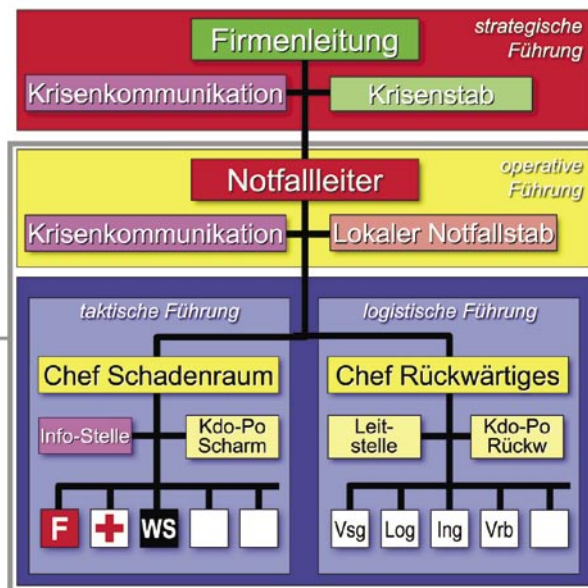 Firmenleitung
strategische
Führung
Krisenkommunikation
Krisenstab
Notfallleiter
operative
Führung
Krisenkommunikation
Lokaler Notfallstab
taktische Führung
logistische Führung
Chef Schadenraum
Chef Rückwärtiges
Info-Stelle
Kdo-Po
Scharm
Leit-
stelle
Kdo-Po
Rückw
F
WS
Vsg
Log
Ing
Vrb